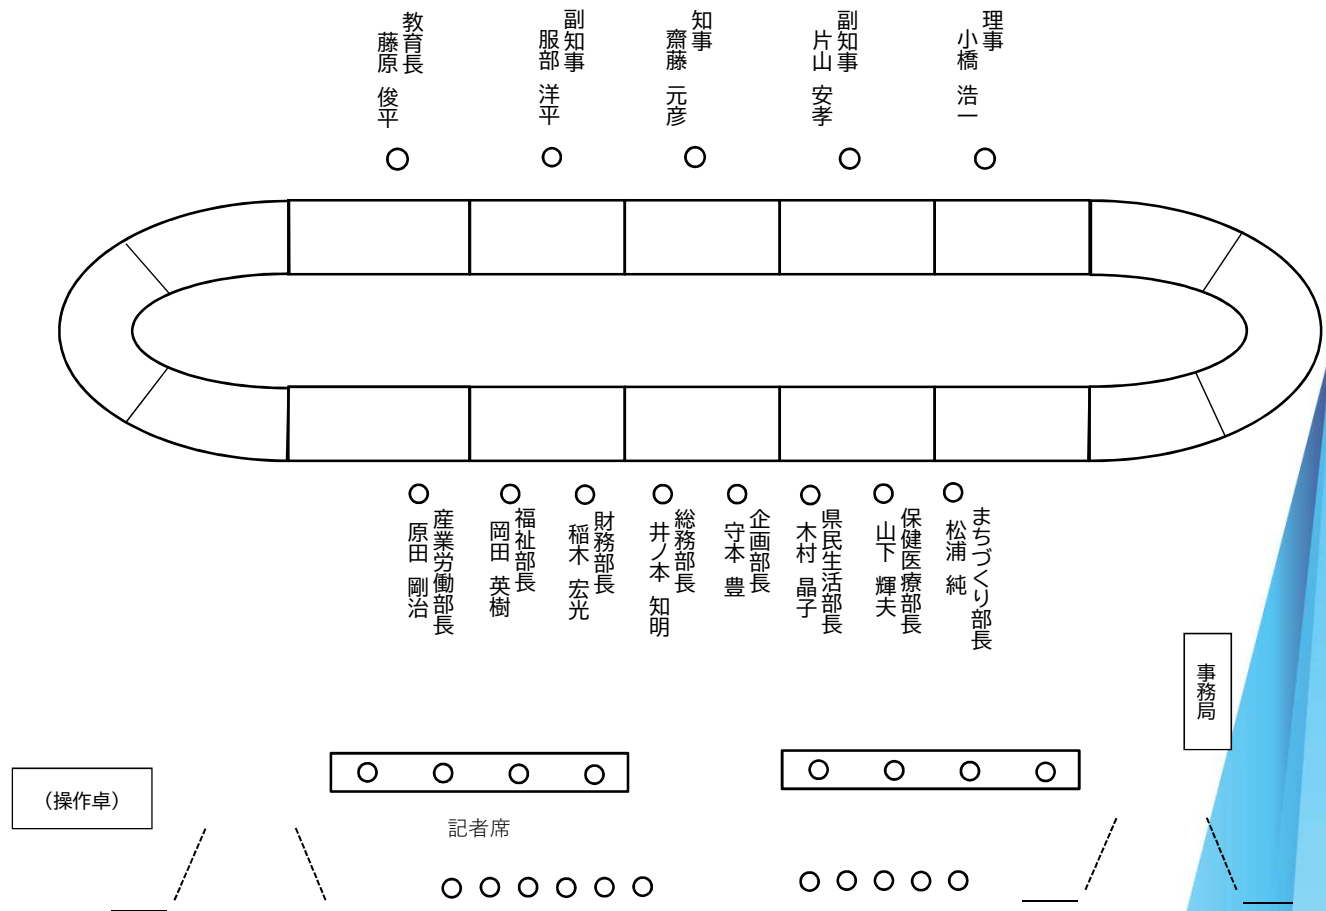 教育長
藤原 俊平
副知事
服部 洋平
知事
齋藤 元彦
副知事
片山 安孝
理事
小橋 浩一
産業労働部長
原田 剛治
福祉部長
岡田 英樹
財務部長
稲木 宏光
総務部長
井ノ本 知明
企画部長
守本 豊
県民生活部長
木村 晶子
保健医療部長
山下 輝夫
まちづくり部長
松浦 純
事務局
（操作卓）
記者席